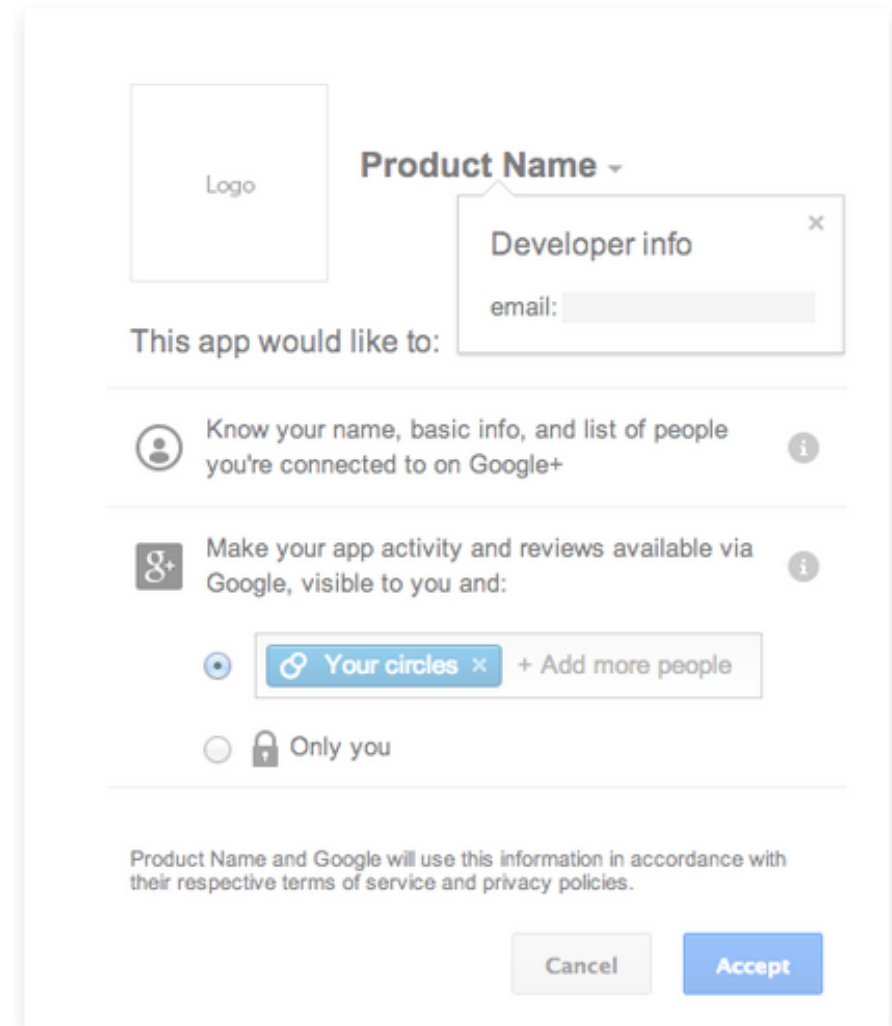 Logo
Product Name
Developer info
email:
This app would like to:
Know your name, basic info, and list of people
you're connected to on Google+
g+
Make your app activity and reviews available via
Google, visible to you and:
Your circles × + Add more people
Only you
Product Name and Google will use this information in accordance with
their respective terms of service and privacy policies.
Cancel Accept